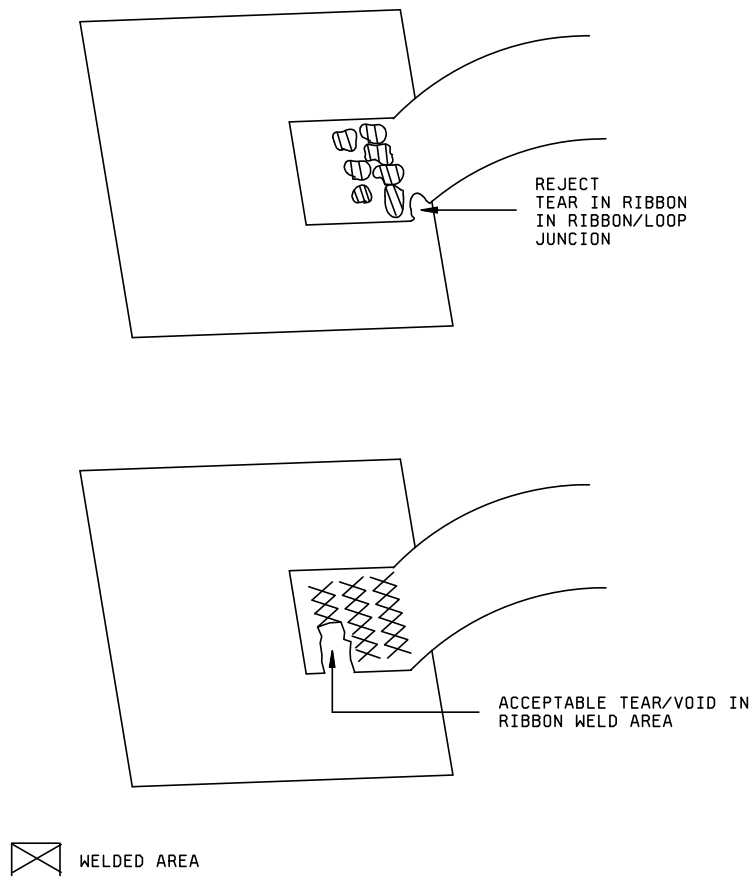 REJECT
TEAR IN RIBBON
IN RIBBON/LOOP
JUNCION
ACCEPTABLE TEAR/VOID IN
RIBBON WELD AREA
WELDED AREA